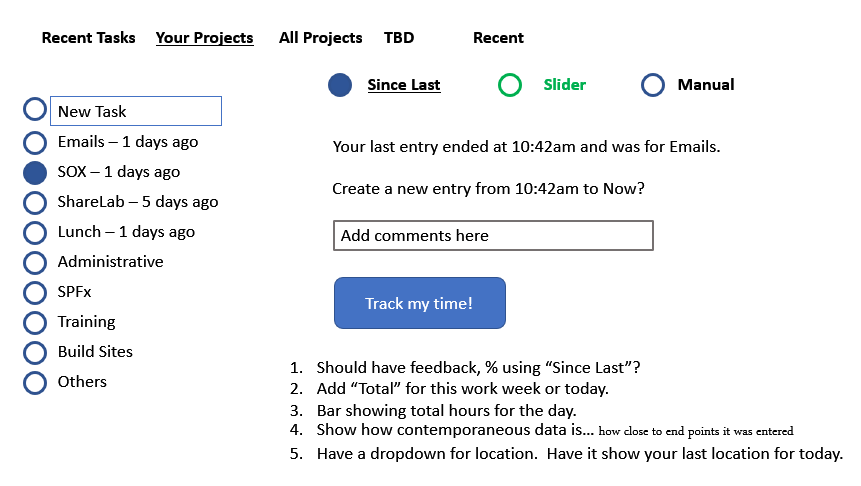 Recent Tasks Your Projects All Projects TBD Recent
Since Last Slider Manual
New Task
Emails – 1 days ago
SOX – 1 days ago
ShareLab – 5 days ago
Lunch – 1 days ago
Administrative
SPFx
Training
Build Sites
Others
Your last entry ended at 10:42am and was for Emails.
Create a new entry from 10:42am to Now?
Add comments here
Track my time!
1. Should have feedback, % using “Since Last”?
2. Add “Total” for this work week or today.
3. Bar showing total hours for the day.
4. Show how contemporaneous data is... how close to end points it was entered
5. Have a dropdown for location. Have it show your last location for today.